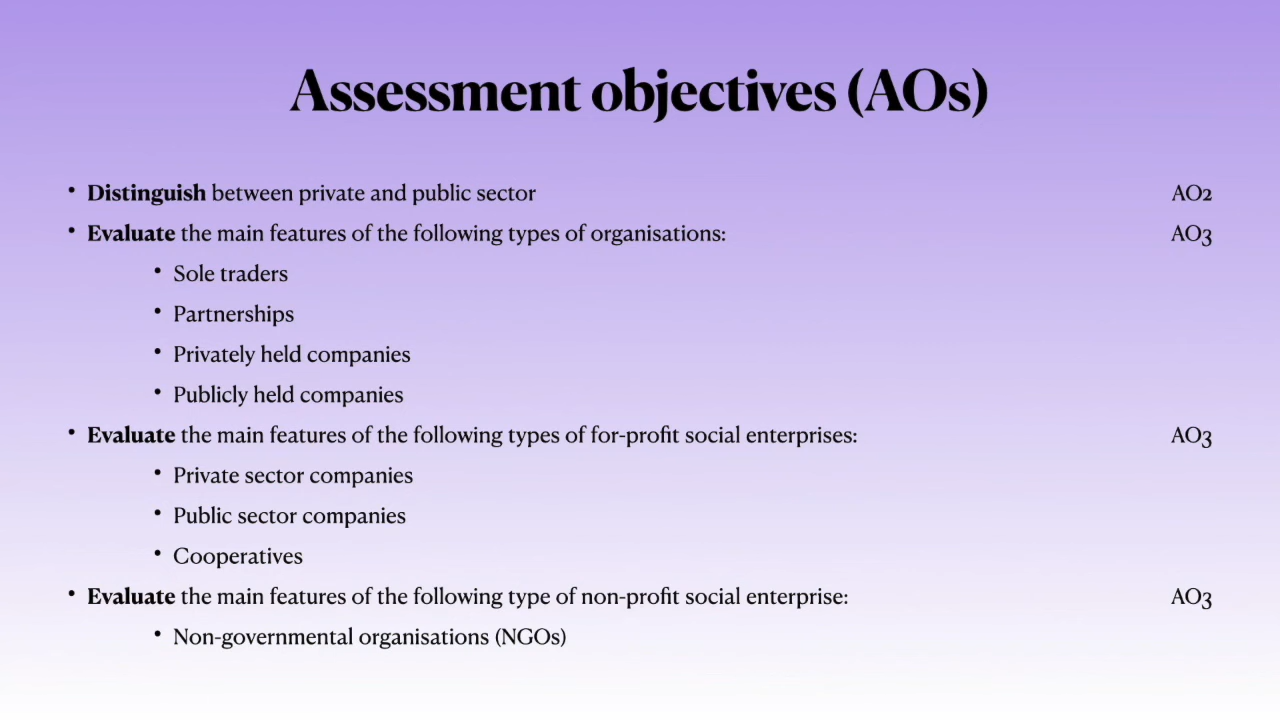 Assessment objectives (AOs)
• Distinguish between private and public sector AO2
• Evaluate the main features of the following types of organisations: AO3
• Sole traders
• Partnerships
• Privately held companies
• Publicly held companies
• Evaluate the main features of the following types of for-profit social enterprises: AO3
• Private sector companies
• Public sector companies
• Cooperatives
• Evaluate the main features of the following type of non-profit social enterprise: AO3
• Non-governmental organisations (NGOs)